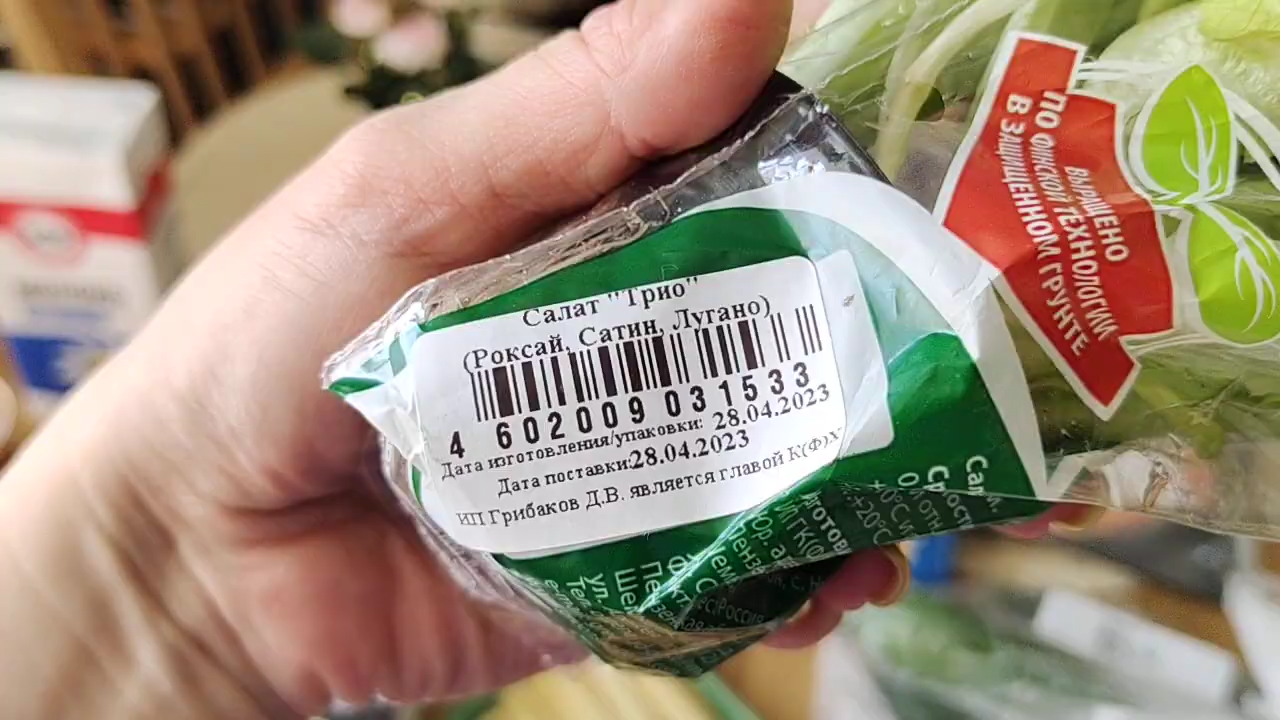 Салат "Трио"
(Роксай, Сатин, Лугано)
4 602009 031533
Дата изготовления/упаковки: 28.04.2023
Дата поставки:28.04.2023
ИП Грибаков Д.В. является главой К(Ф)Х
ВЫРАЩЕНО
ПО ФИНСКОЙ ТЕХНОЛОГИИ
В ЗАЩИЩЕННОМ ГРУНТЕ